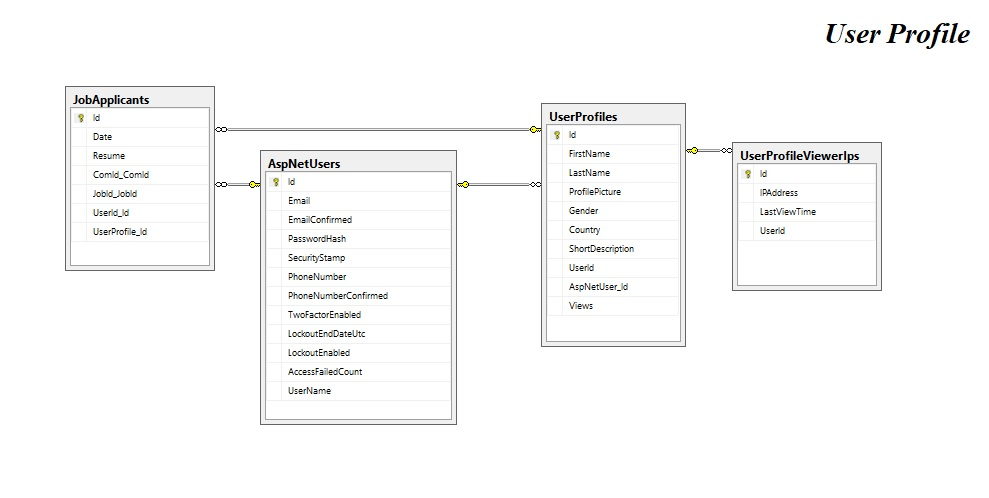 User Profile
JobApplicants
Id
Date
Resume
ComId_ComId
JobId_JobId
UserId_Id
UserProfile_Id
AspNetUsers
Id
Email
EmailConfirmed
PasswordHash
SecurityStamp
PhoneNumber
PhoneNumberConfirmed
TwoFactorEnabled
LockoutEndDateUtc
LockoutEnabled
AccessFailedCount
UserName
UserProfiles
Id
FirstName
LastName
ProfilePicture
Gender
Country
ShortDescription
UserId
AspNetUser_Id
Views
UserProfileViewerIps
Id
IPAddress
LastViewTime
UserId